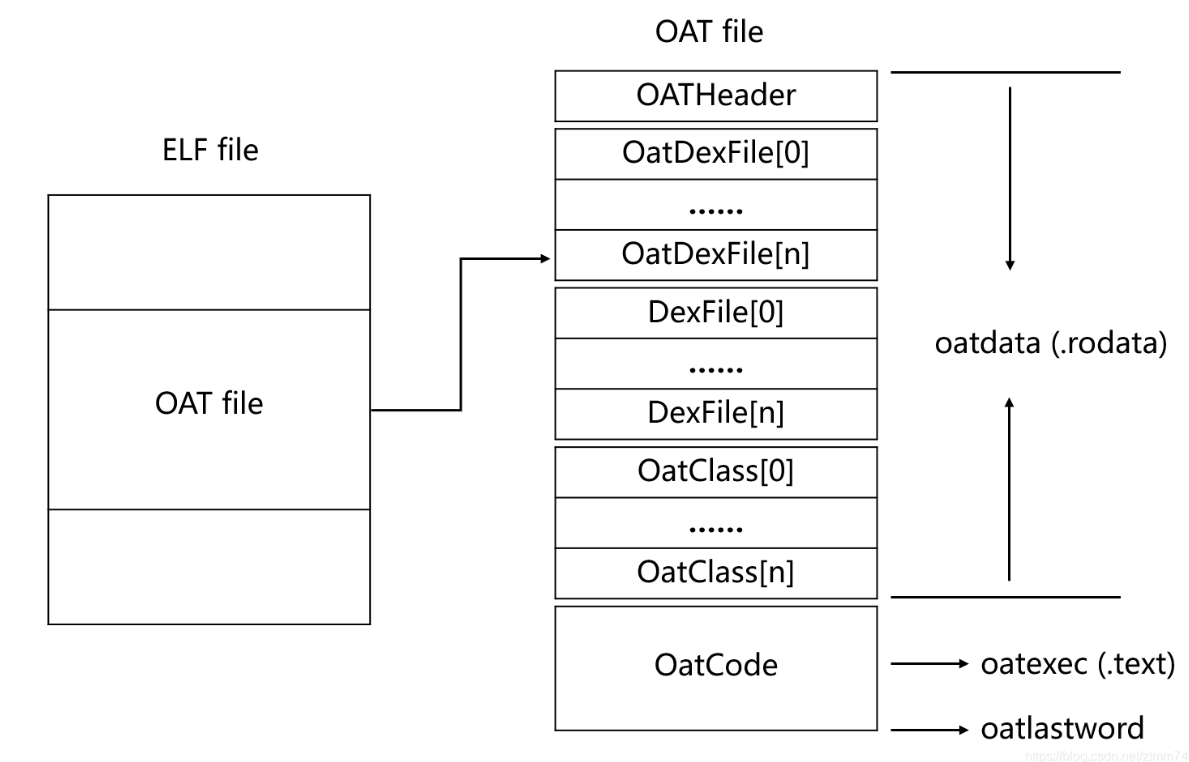 OAT file
OATHeader
ELF file
OatDexFile[0]
......
OatDexFile[n]
DexFile[0]
oatdata (.rodata)
......
OAT file
DexFile[n]
OatClass[0]
......
OatClass[n]
OatCode
oatexec (.text)
oatlastword
https://blog.csdn.net/zlmm74